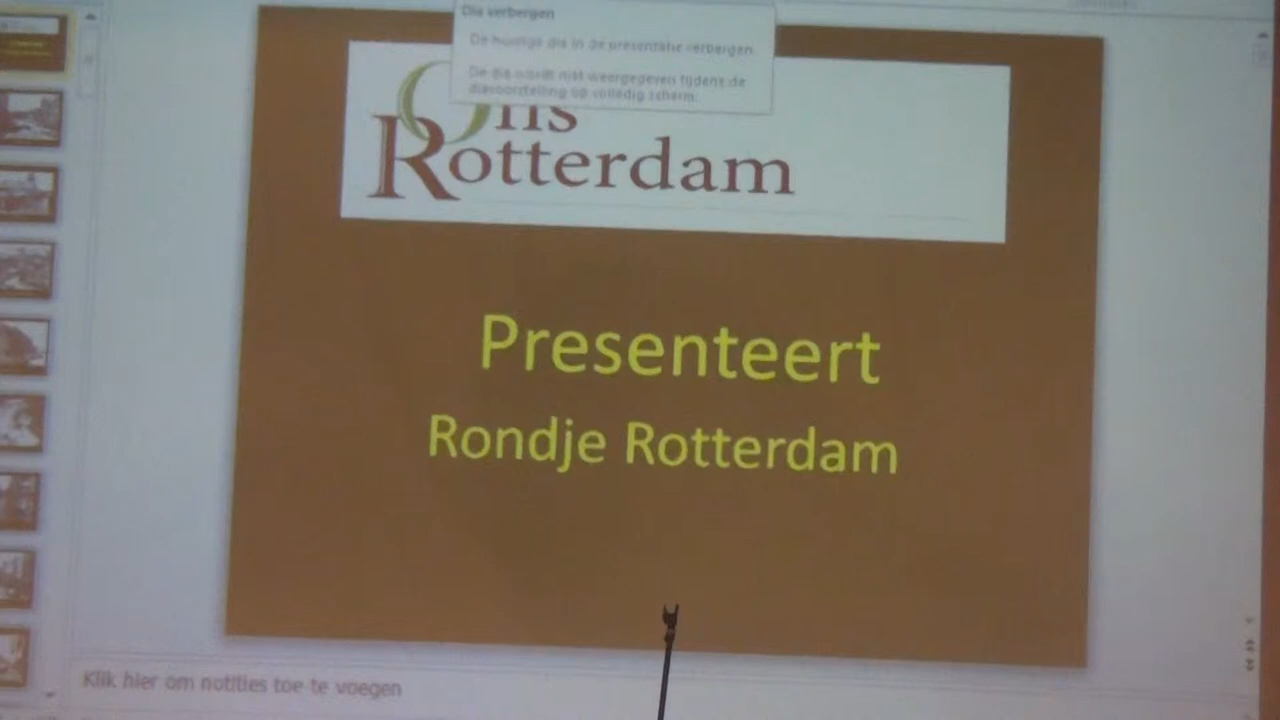 Dia verbergen
De huidige dia in de presentatie verbergen.
De dia wordt niet weergegeven tijdens de
diavoorstelling op volledig scherm.
Ons
Rotterdam
Presenteert
Rondje Rotterdam
Klik hier om notities toe te voegen